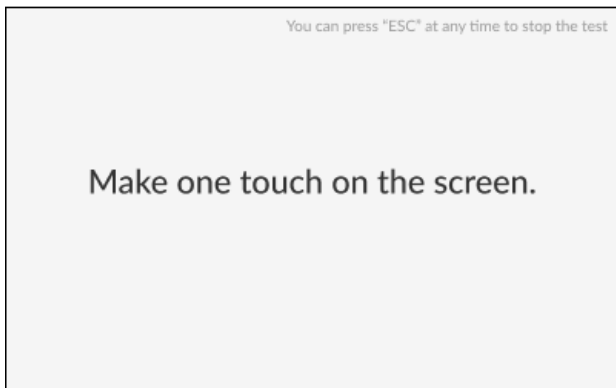 You can press “ESC” at any time to stop the test
Make one touch on the screen.